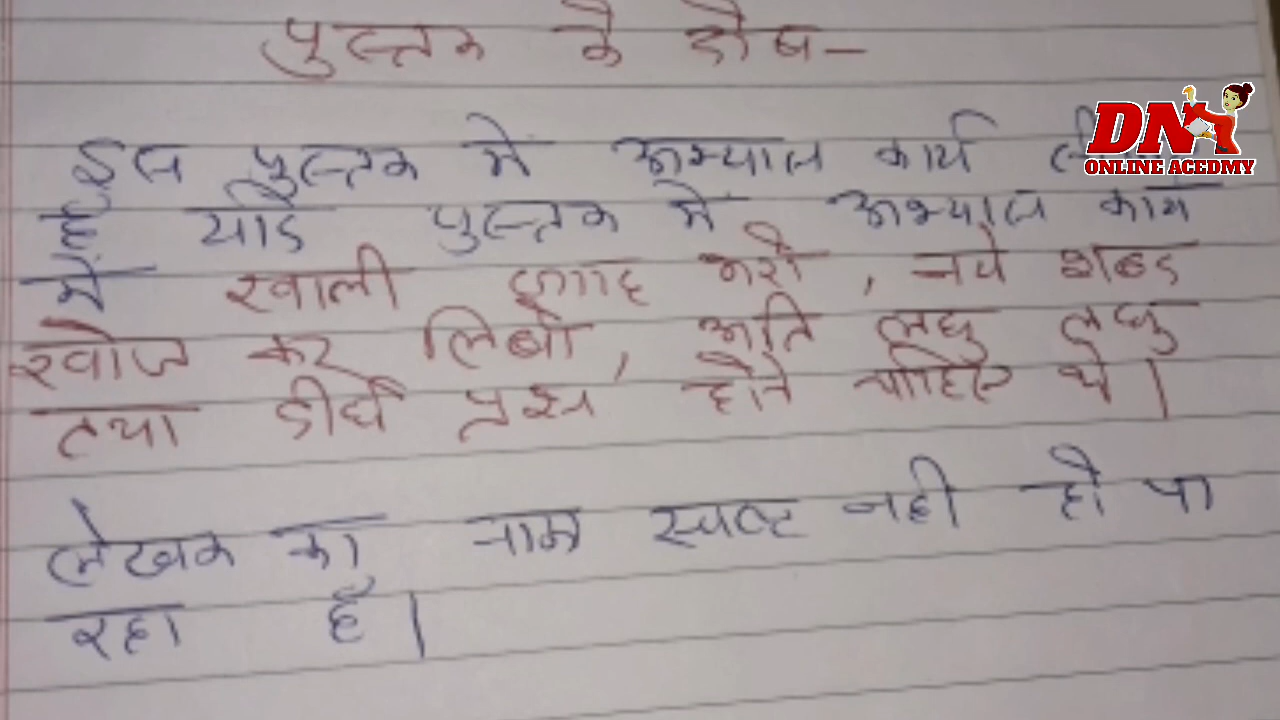 पुस्तक के दोष–
इस पुस्तक में अभ्यास कार्य
है यदि पुस्तक में अभ्यास कार्य
में खाली जगह भरो, नये शब्द
खोज कर लिखो, अति लघु लघु
तथा दीर्घ प्रश्न होने चाहिए थे।
लेखक का नाम स्पष्ट नही हो पा
रहा है।
DN
ONLINE ACEDMY